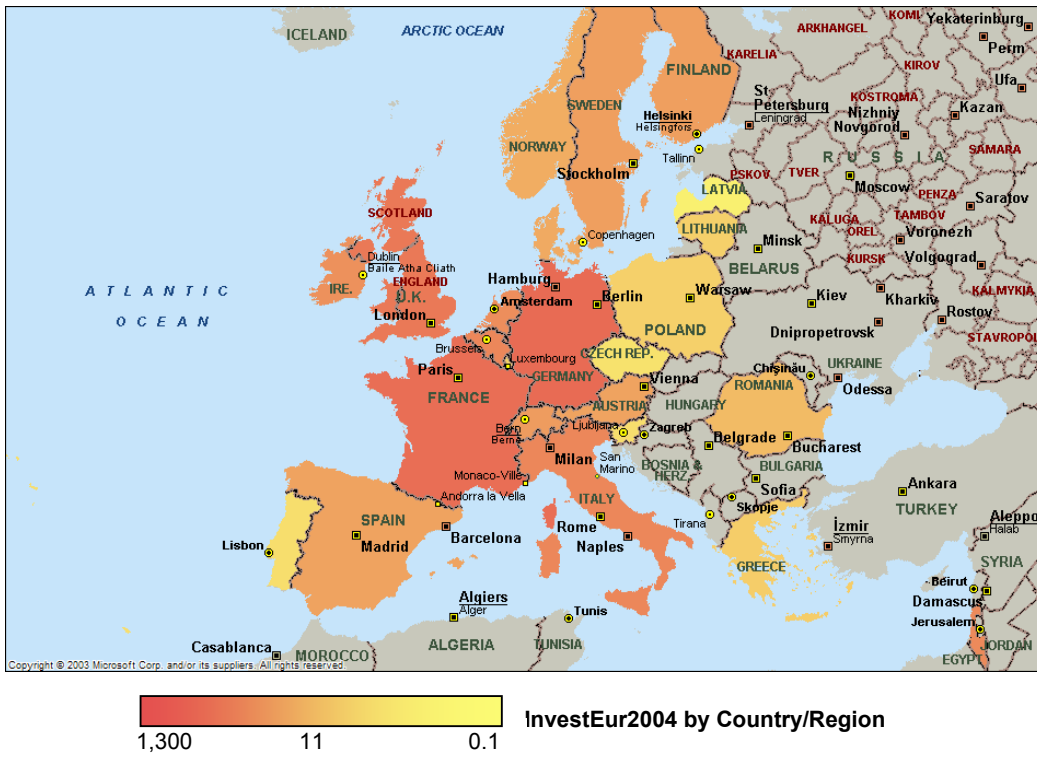 ICELAND
ARCTIC OCEAN
ARKHANGEL
KOMI
Yekaterinburg
Perm
KARELIA
FINLAND
KIROV
Ufa
St
Petersburg
Leningrad
KOSTROMA
Nizhniy
Novgorod
Kazan
SWEDEN
Helsinki
Helsingfors
NORWAY
Tallinn
RUSSIA
SAMARA
Stockholm
PSKOV
TVER
Moscow
LATVIA
PENZA
Saratov
SCOTLAND
LITHUANIA
KALUGA
TAMBOV
OREL
Voronezh
Copenhagen
Minsk
Dublin
Baile Atha Cliath
KURSK
Volgograd
BELARUS
Hamburg
ENGLAND
IRE.
U.K.
ATLANTIC
OCEAN
Amsterdam
Berlin
Warsaw
Kiev
Kharkiv
KALMYKIA
London
Rostov
POLAND
Dnipropetrovsk
STAVROPOL
Brussels
CZECH REP.
Luxembourg
Paris
GERMANY
Vienna
Chişinău
UKRAINE
ROMANIA
Odessa
FRANCE
AUSTRIA
HUNGARY
Bern
Berne
Ljubljana
Zagreb
Belgrade
Bucharest
Milan
San
Marino
BOSNIA &
HERZ.
BULGARIA
Monaco-Ville
Sofia
Andorra la Vella
ITALY
Skopje
Ankara
TURKEY
SPAIN
Rome
Tirana
Barcelona
Naples
İzmir
Smyrna
Aleppo
Halab
Lisbon
Madrid
GREECE
SYRIA
Beirut
Damascus
Algiers
Alger
Tunis
Jerusalem
Casablanca
ALGERIA
TUNISIA
JORDAN
MOROCCO
EGYPT
Copyright © 2003 Microsoft Corp. and/or its suppliers. All rights reserved.
InvestEur2004 by Country/Region
1,300 11 0.1